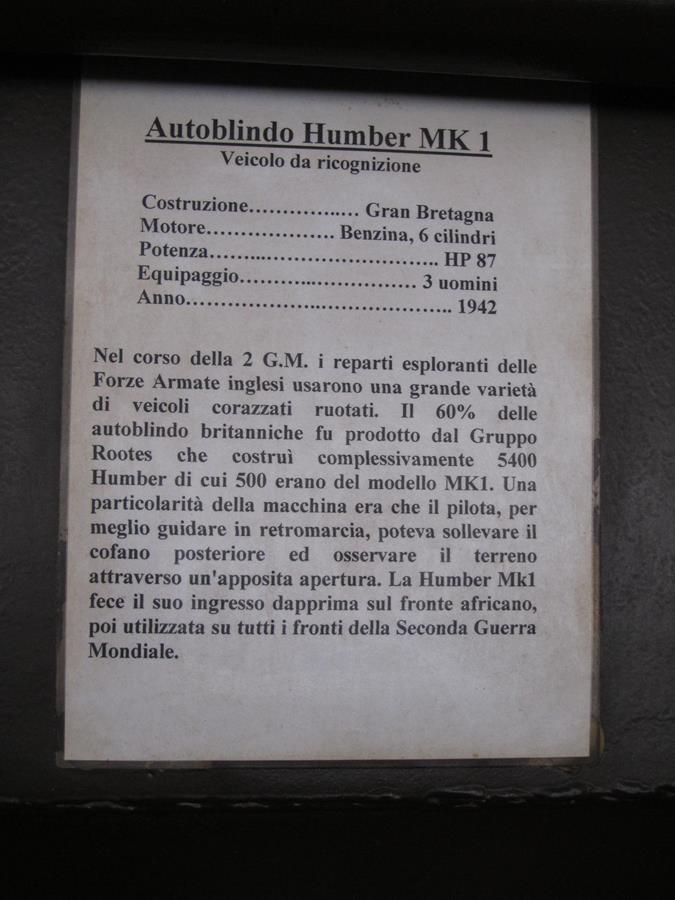 Autoblindo Humber MK 1
Veicolo da ricognizione
Costruzione…………..… Gran Bretagna
Motore………………. Benzina, 6 cilindri
Potenza……...…………………….. HP 87
Equipaggio………...…………… 3 uomini
Anno……………….……………….. 1942
Nel corso della 2 G.M. i reparti esploranti delle
Forze Armate inglesi usarono una grande varietà
di veicoli corazzati ruotati. Il 60% delle
autoblindo britanniche fu prodotto dal Gruppo
Rootes che costruì complessivamente 5400
Humber di cui 500 erano del modello MK1. Una
particolarità della macchina era che il pilota, per
meglio guidare in retromarcia, poteva sollevare il
cofano posteriore ed osservare il terreno
attraverso un'apposita apertura. La Humber Mk1
fece il suo ingresso dapprima sul fronte africano,
poi utilizzata su tutti i fronti della Seconda Guerra
Mondiale.